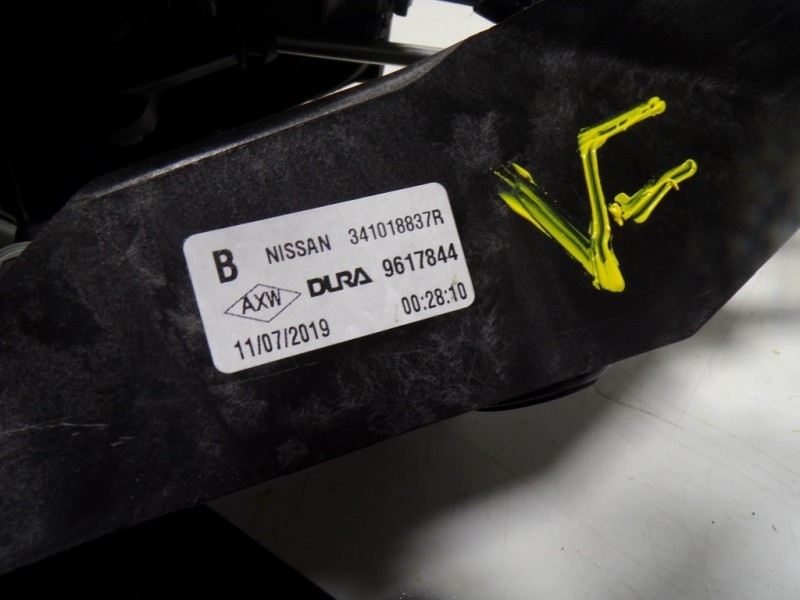 B NISSAN 341018837R
AXW DURA 9617844
11/07/2019 00:28:10